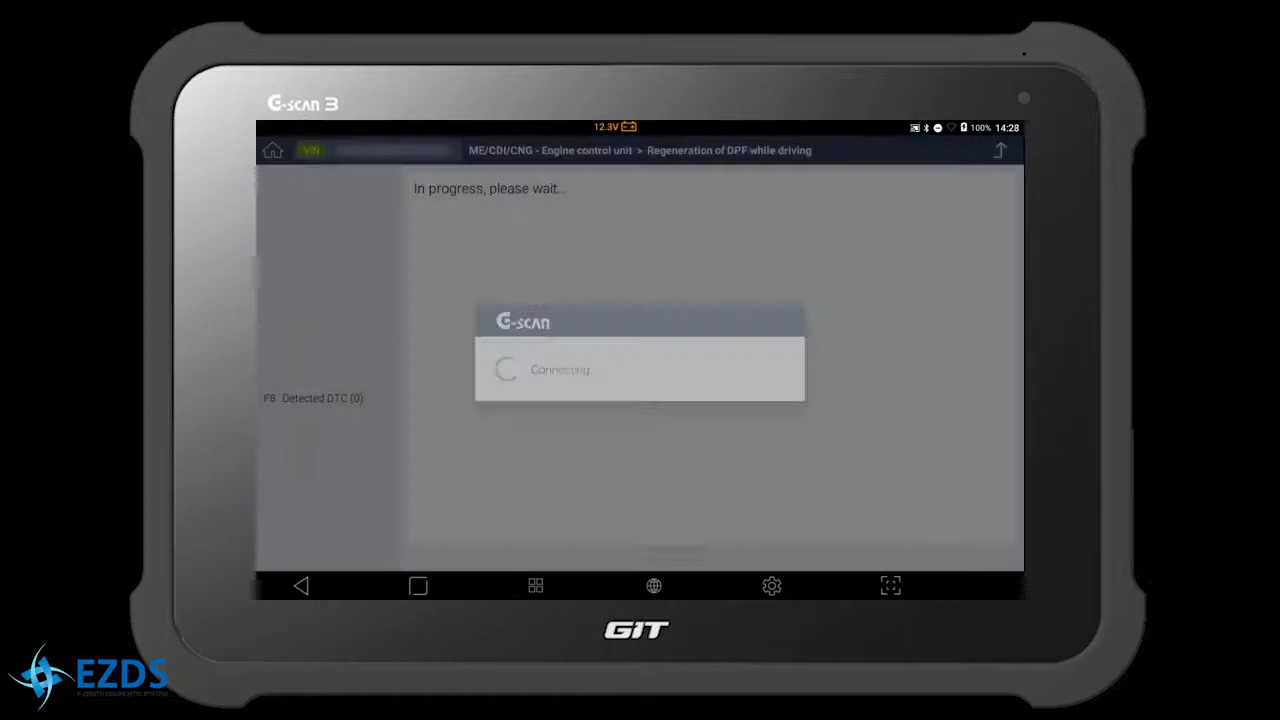 G-SCAN 3
12.3V
100% 14:28
VIN
ME/CDI/CNG - Engine control unit > Regeneration of DPF while driving
In progress, please wait...
G-SCAN
Connecting
F8 Detected DTC (0)
GIT
EZDS